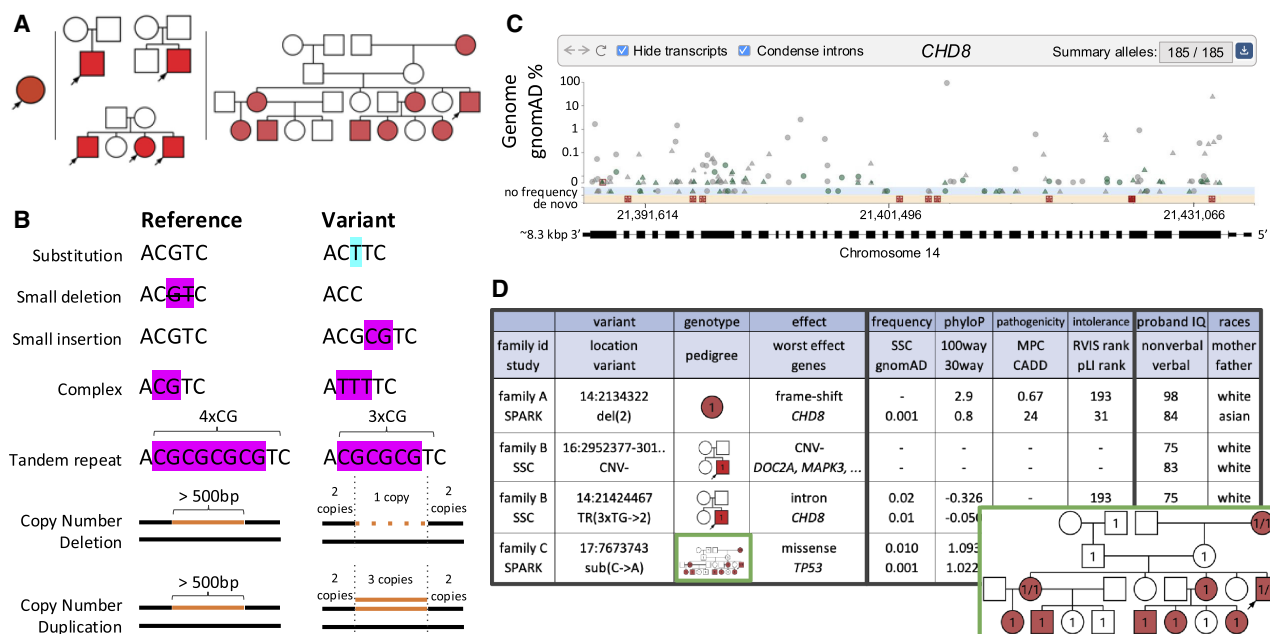 A
B
Reference Variant
Substitution ACGTC ACTTC
Small deletion ACGTC ACC
Small insertion ACGTC ACGCGTC
Complex ACGTC ATTTTC
4xCG 3xCG
Tandem repeat ACGCGCGCGTC ACGCGCGTC
> 500bp 2 copies 1 copy 2 copies
Copy Number
Deletion
>500bp 2 copies 3 copies 2 copies
Copy Number
Duplication
C
Hide transcripts Condense introns CHD8 Summary alleles: 185 / 185
Genome
gnomAD %
100
10
1
0.1
0
no frequency
de novo
21,391,614 21,401,496 21,431,066
~8.3 kbp 3′ 5′
Chromosome 14
D
variant genotype effect frequency phyloP pathogenicity intolerance proband IQ races
family id location pedigree worst effect SSC 100way MPC RVIS rank nonverbal mother
study variant genes gnomAD 30way CADD pLI rank verbal father
family A 14:2134322 1 frame-shift - 2.9 0.67 193 98 white
SPARK del(2) CHD8 0.001 0.8 24 31 84 asian
family B 16:2952377-301.. 1 CNV- - - - - 75 white
SSC CNV- DOC2A, MAPK3, ... - - - - 83 white
family B 14:21424467 1 intron 0.02 -0.326 - 193 75 white
SSC TR(3xTG->2) CHD8 0.01 -0.050
family C 17:7673743 missense 0.010 1.093
SPARK sub(C->A) TP53 0.001 1.022
1 1/1
1 1
1/1 1 1/
1 1 1 1 1 1 1 1